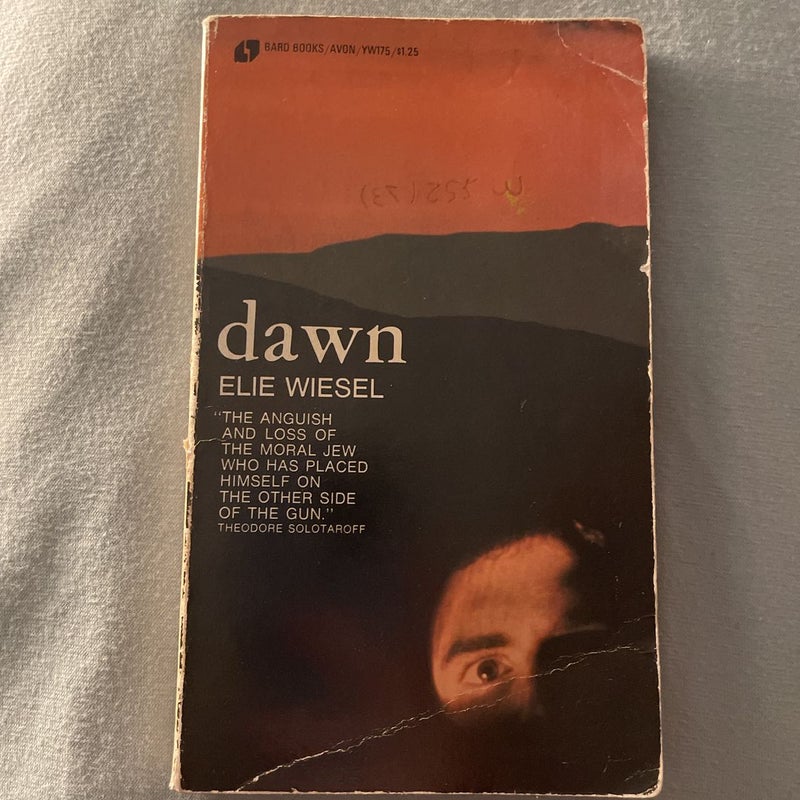 BARD BOOKS/AVON/YW175/$1.25
dawn
ELIE WIESEL
"THE ANGUISH
AND LOSS OF
THE MORAL JEW
WHO HAS PLACED
HIMSELF ON
THE OTHER SIDE
OF THE GUN."
THEODORE SOLOTAROFF